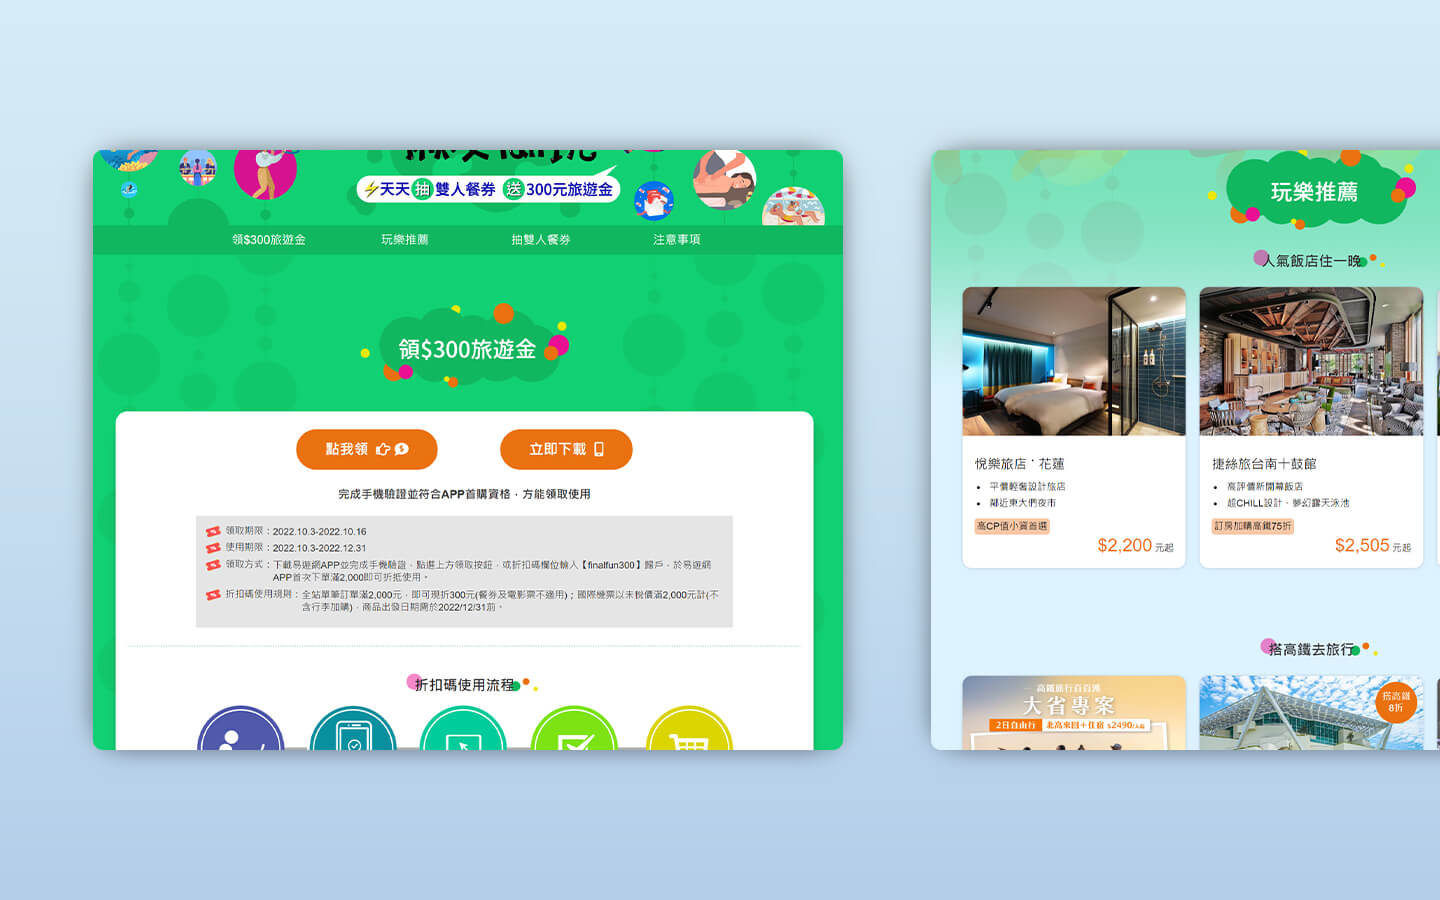 天天 抽 雙人餐券 送 300元旅遊金
領$300旅遊金
玩樂推薦
抽雙人餐券
注意事項
領$300旅遊金
點我領
立即下載
完成手機驗證並符合APP首購資格，方能領取使用
領取期限：2022.10.3-2022.10.16
使用期限：2022.10.3-2022.12.31
領取方式：下載易遊網APP並完成手機驗證，點選上方領取按鈕，或折扣碼欄位輸入【finalfun300】歸戶，於易遊網
APP首次下單滿2,000即可折抵使用。
折扣碼使用規則：全站單筆訂單滿2,000元，即可現折300元(餐券及電影票不適用)；國際機票以未稅價滿2,000元計(不
含行李加購)，商品出發日期需於2022/12/31前。
折扣碼使用流程
玩樂推薦
人氣飯店住一晚
悅樂旅店・花蓮
平價輕奢設計旅店
鄰近東大們夜市
高CP值小資首選
$2,200 元起
捷絲旅台南十鼓館
高評價新開幕飯店
超CHILL設計、夢幻露天泳池
訂房加購高鐵75折
$2,505 元起
搭高鐵去旅行
高鐵旅行百百選
大省專案
2日自由行 北高來回＋住宿 $2490/人起
搭高鐵
8折